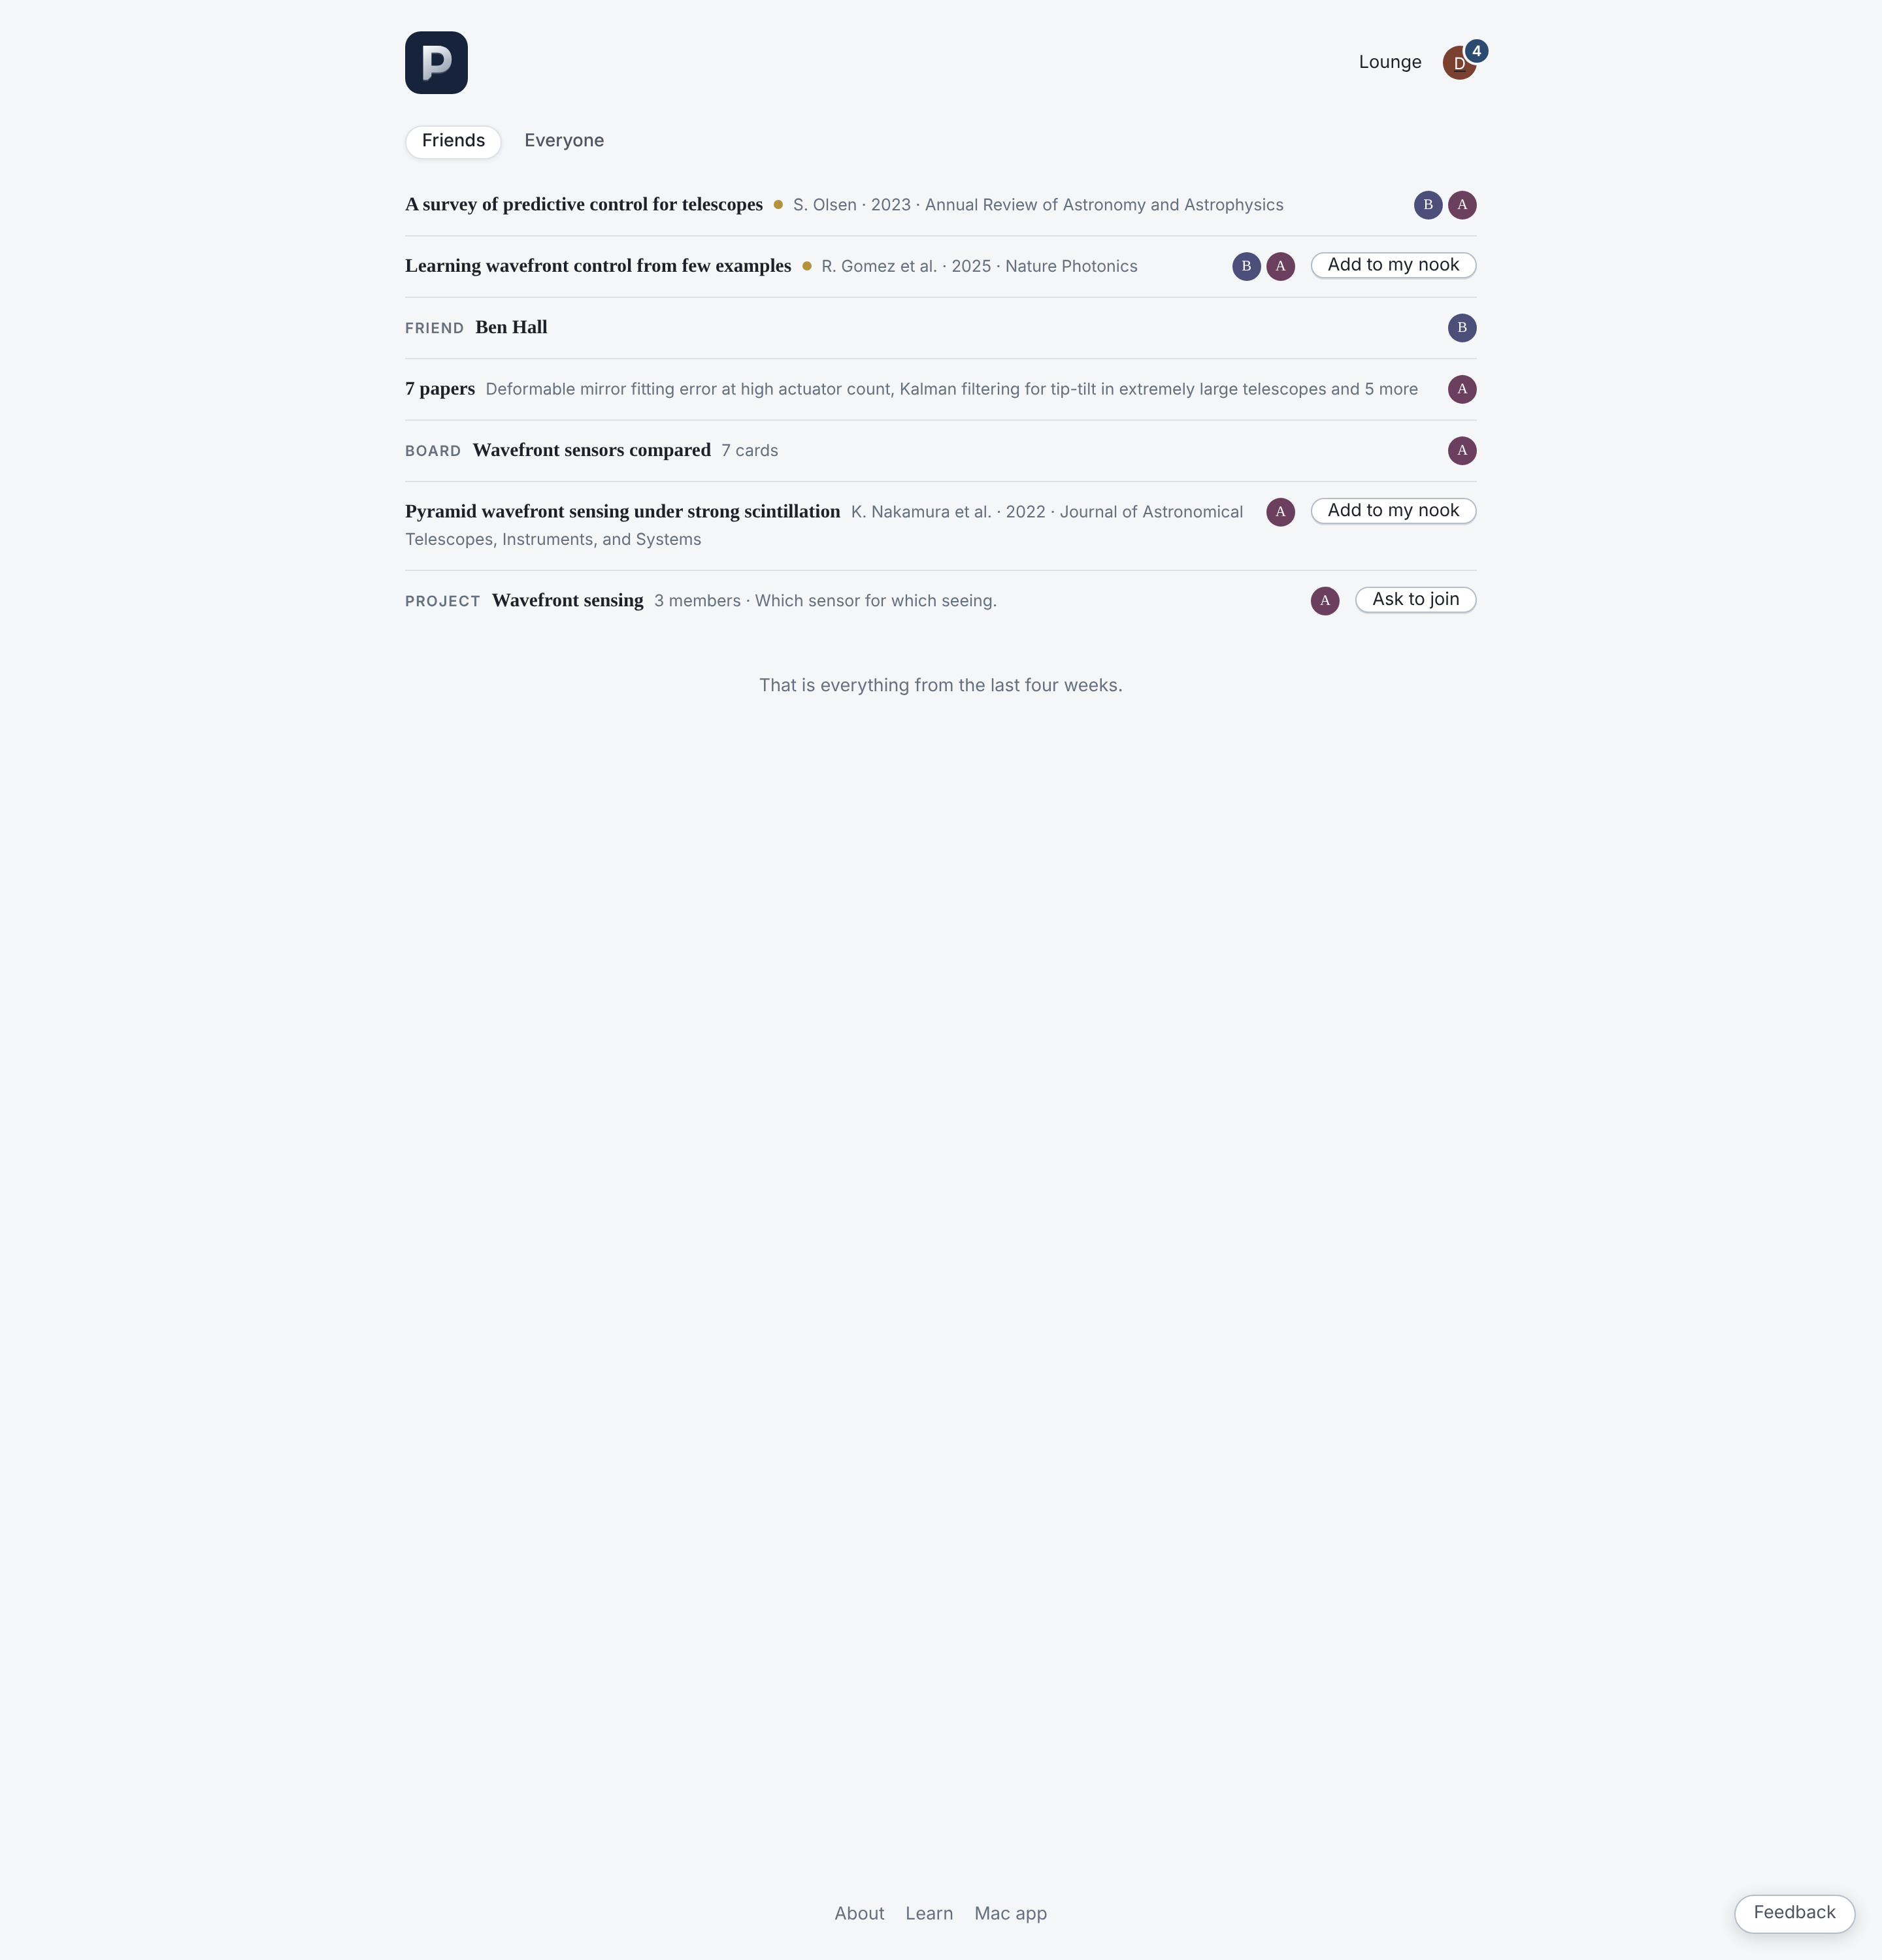 P
Lounge D 4
Friends Everyone
A survey of predictive control for telescopes S. Olsen · 2023 · Annual Review of Astronomy and Astrophysics B A
Learning wavefront control from few examples R. Gomez et al. · 2025 · Nature Photonics B A Add to my nook
FRIEND Ben Hall B
7 papers Deformable mirror fitting error at high actuator count, Kalman filtering for tip-tilt in extremely large telescopes and 5 more A
BOARD Wavefront sensors compared 7 cards A
Pyramid wavefront sensing under strong scintillation K. Nakamura et al. · 2022 · Journal of Astronomical A Add to my nook
Telescopes, Instruments, and Systems
PROJECT Wavefront sensing 3 members · Which sensor for which seeing. A Ask to join
That is everything from the last four weeks.
About Learn Mac app
Feedback